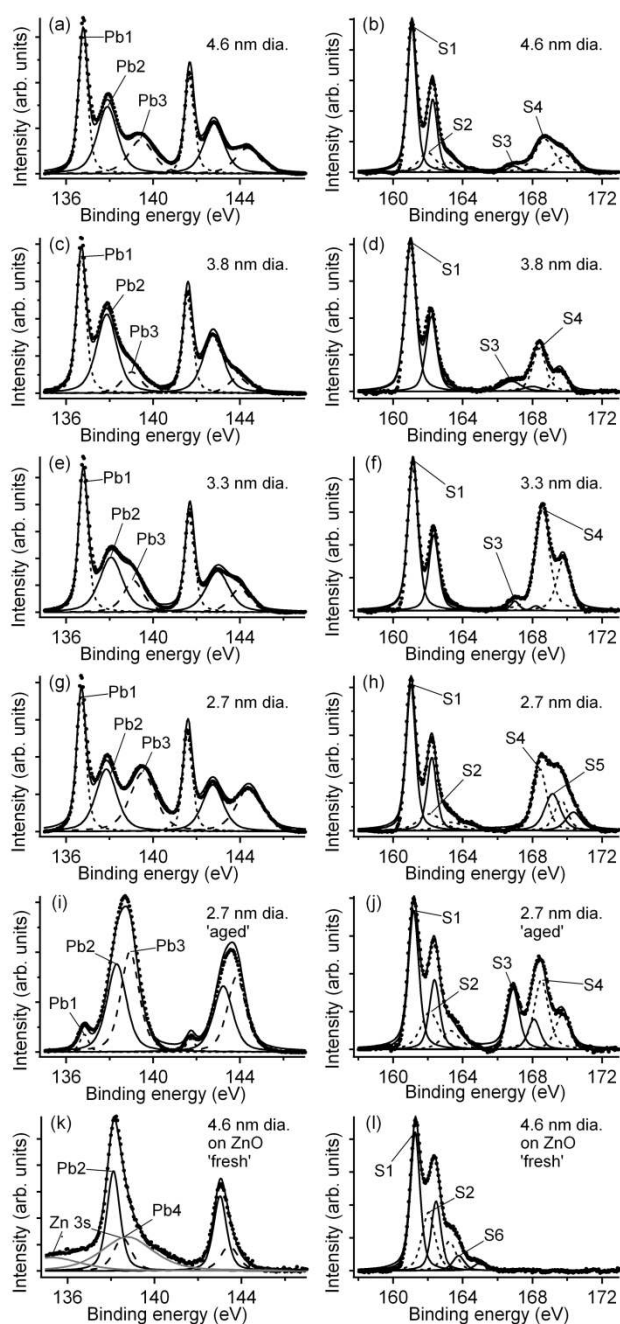 (a)
4.6 nm dia.
Pb1
Pb2
Pb3
Intensity (arb. units)
136 140 144
Binding energy (eV)
(b)
4.6 nm dia.
S1
S2
S3
S4
Intensity (arb. units)
160 164 168 172
Binding energy (eV)
(c)
3.8 nm dia.
Pb1
Pb2
Pb3
Intensity (arb. units)
136 140 144
Binding energy (eV)
(d)
3.8 nm dia.
S1
S3
S4
Intensity (arb. units)
160 164 168 172
Binding energy (eV)
(e)
3.3 nm dia.
Pb1
Pb2
Pb3
Intensity (arb. units)
136 140 144
Binding energy (eV)
(f)
3.3 nm dia.
S1
S3
S4
Intensity (arb. units)
160 164 168 172
Binding energy (eV)
(g)
2.7 nm dia.
Pb1
Pb2
Pb3
Intensity (arb. units)
136 140 144
Binding energy (eV)
(h)
2.7 nm dia.
S1
S2
S4
S5
Intensity (arb. units)
160 164 168 172
Binding energy (eV)
(i)
2.7 nm dia.
'aged'
Pb2
Pb3
Pb1
Intensity (arb. units)
136 140 144
Binding energy (eV)
(j)
2.7 nm dia.
'aged'
S1
S2
S3
S4
Intensity (arb. units)
160 164 168 172
Binding energy (eV)
(k)
4.6 nm dia.
on ZnO
'fresh'
Pb2
Zn 3s
Pb4
Intensity (arb. units)
136 140 144
Binding energy (eV)
(l)
4.6 nm dia.
on ZnO
'fresh'
S1
S2
S6
Intensity (arb. units)
160 164 168 172
Binding energy (eV)